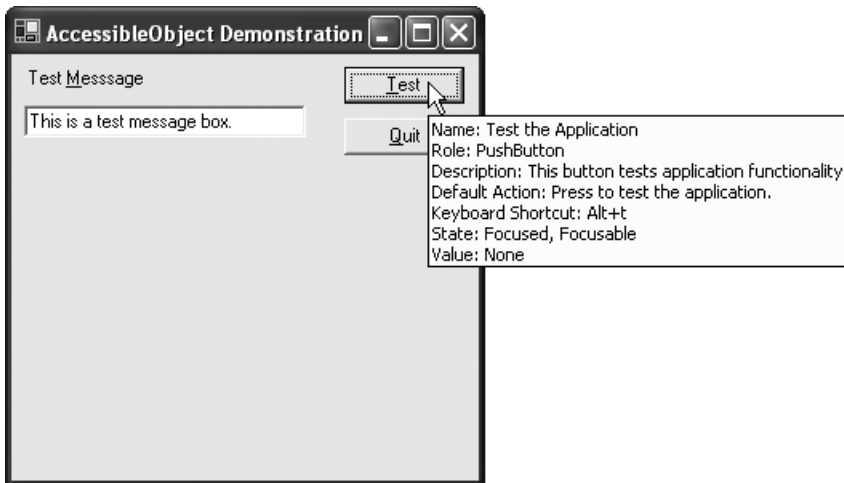 AccessibleObject Demonstration
Test Messsage
Test
This is a test message box.
Quit
Name: Test the Application
Role: PushButton
Description: This button tests application functionality
Default Action: Press to test the application.
Keyboard Shortcut: Alt+t
State: Focused, Focusable
Value: None